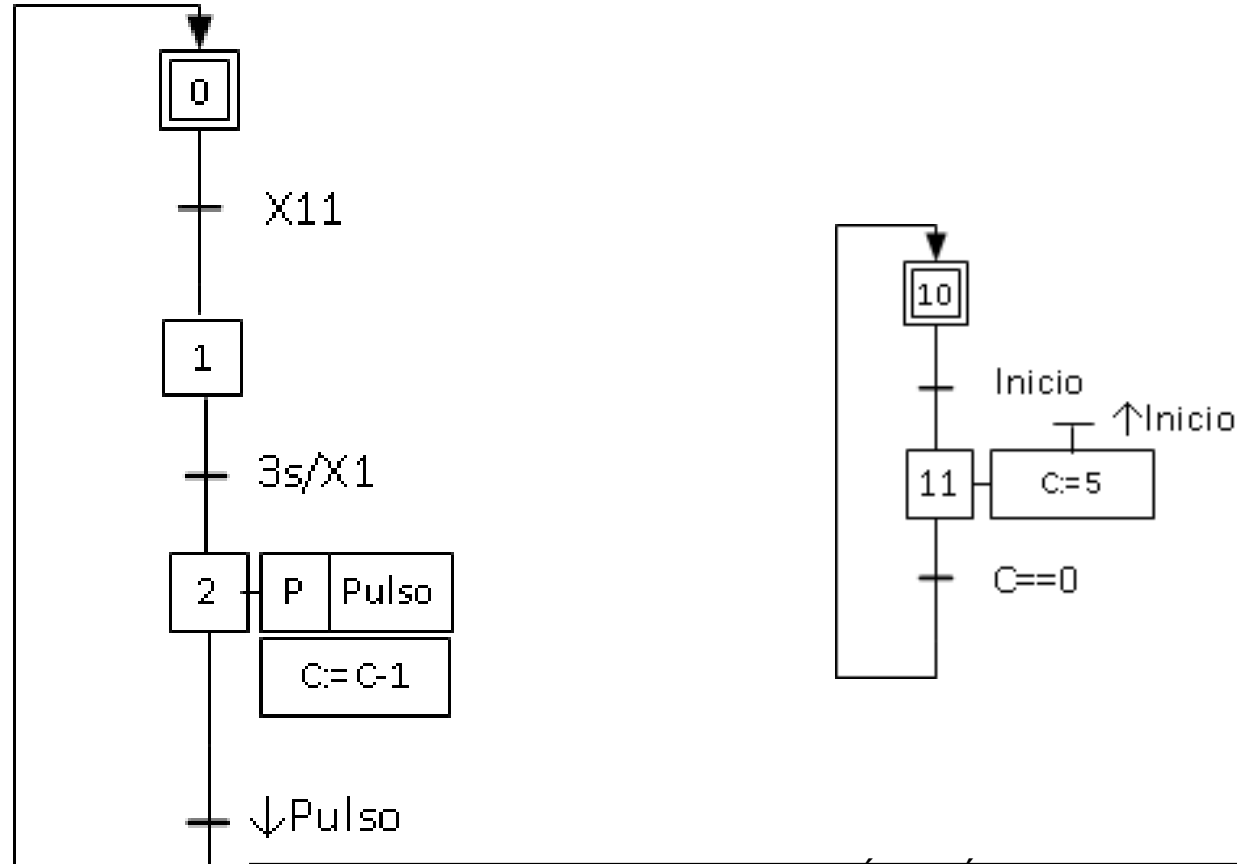 0
X11
1
3s/X1
2 P Pulso
C:= C-1
↓Pulso
10
Inicio
↑Inicio
11 C:= 5
C==0